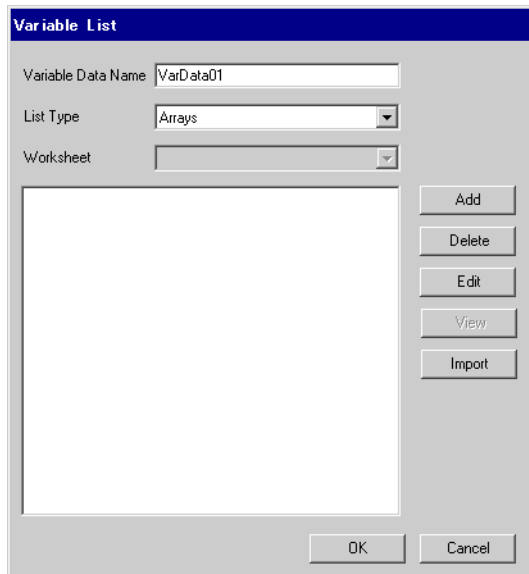 Variable List
Variable Data Name VarData01
List Type Arrays
Worksheet
Add
Delete
Edit
View
Import
OK Cancel